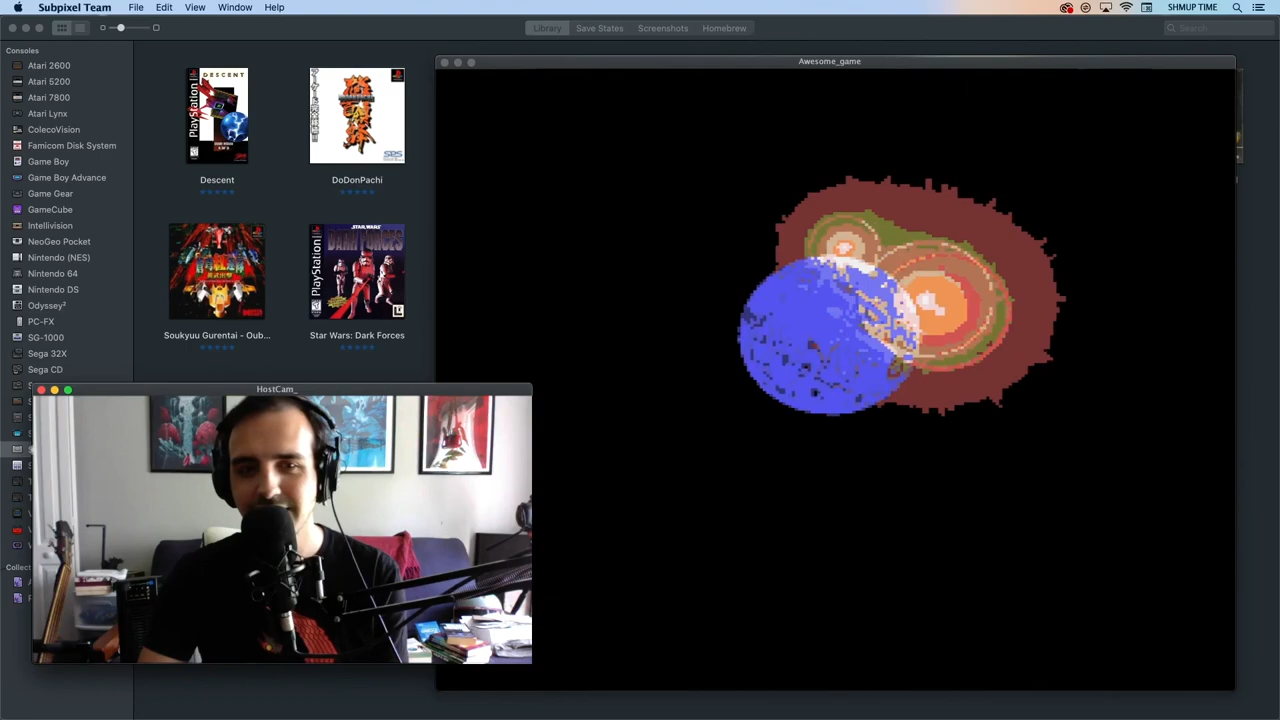 Subpixel Team File Edit View Window Help SHMUP TIME
Library Save States Screenshots Homebrew Search
Consoles
Atari 2600
Atari 5200
Atari 7800
Atari Lynx
ColecoVision
Famicom Disk System
Game Boy
Game Boy Advance
Game Gear
GameCube
Intellivision
NeoGeo Pocket
Nintendo (NES)
Nintendo 64
Nintendo DS
Odyssey²
PC-FX
SG-1000
Sega 32X
Sega CD
Collect
DESCENT
PlayStation
Descent
DoDonPachi
Soukyuu Gurentai - Oub...
STAR WARS
DARK FORCES
PlayStation
Star Wars: Dark Forces
Awesome_game
HostCam_